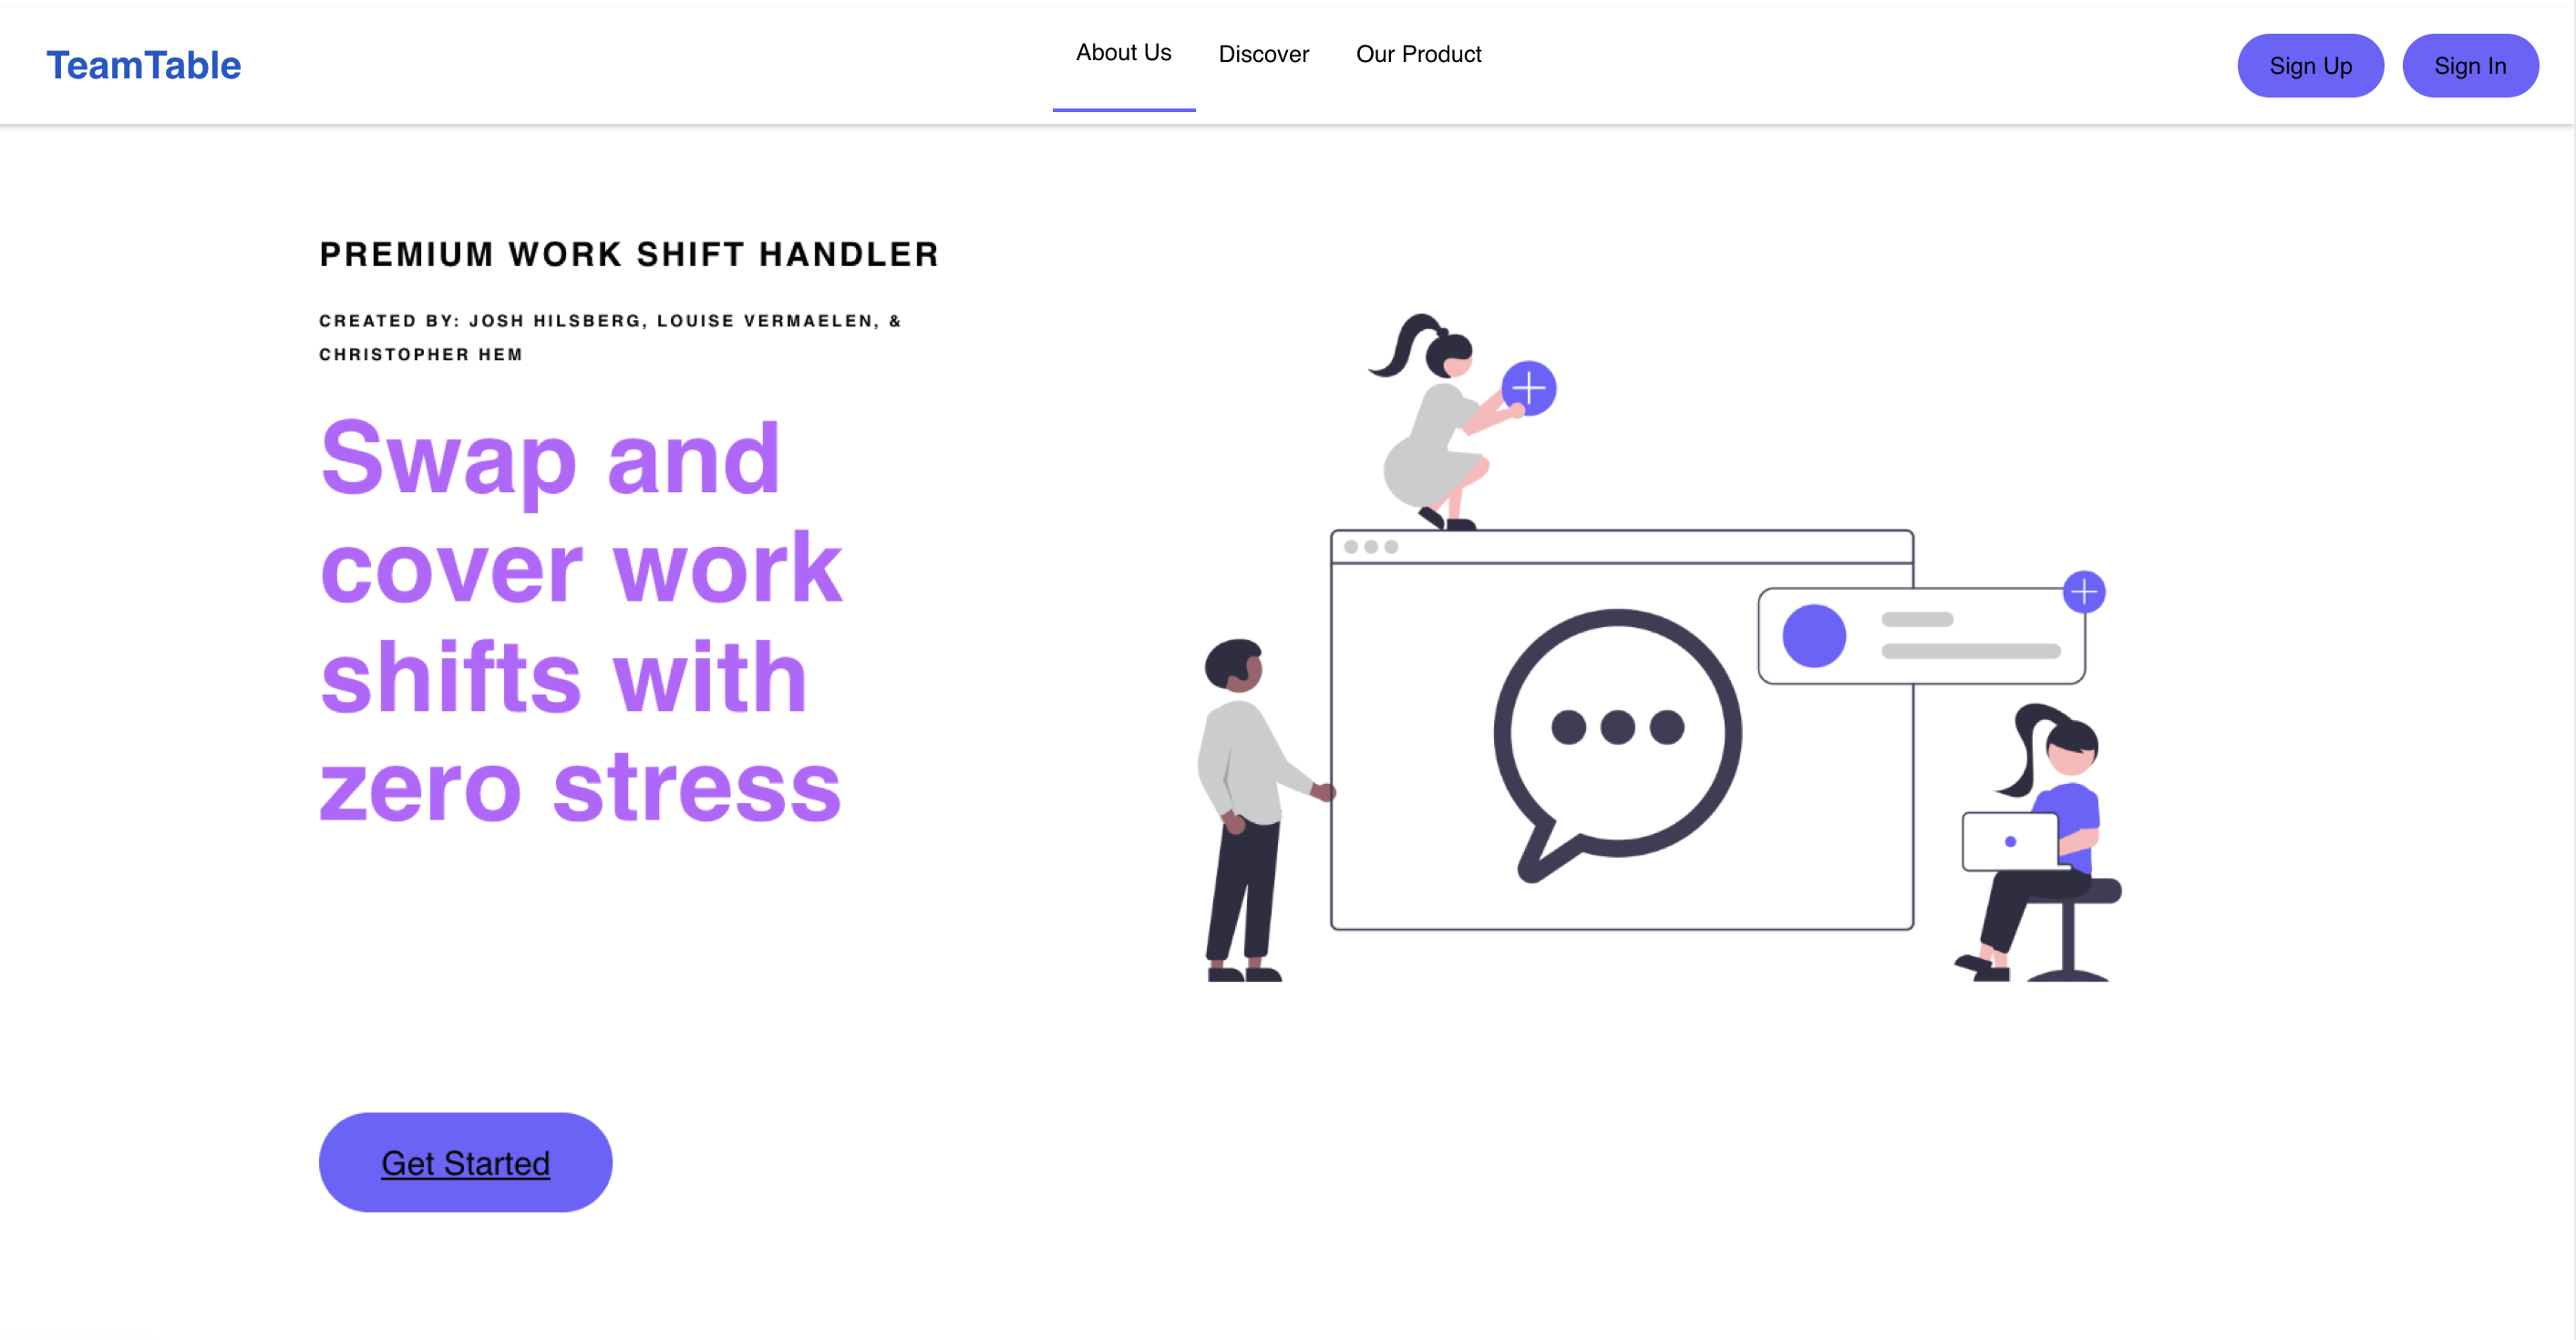 TeamTable
About Us
Discover
Our Product
Sign Up
Sign In
PREMIUM WORK SHIFT HANDLER
CREATED BY: JOSH HILSBERG, LOUISE VERMAELEN, &
CHRISTOPHER HEM
Swap and
cover work
shifts with
zero stress
Get Started